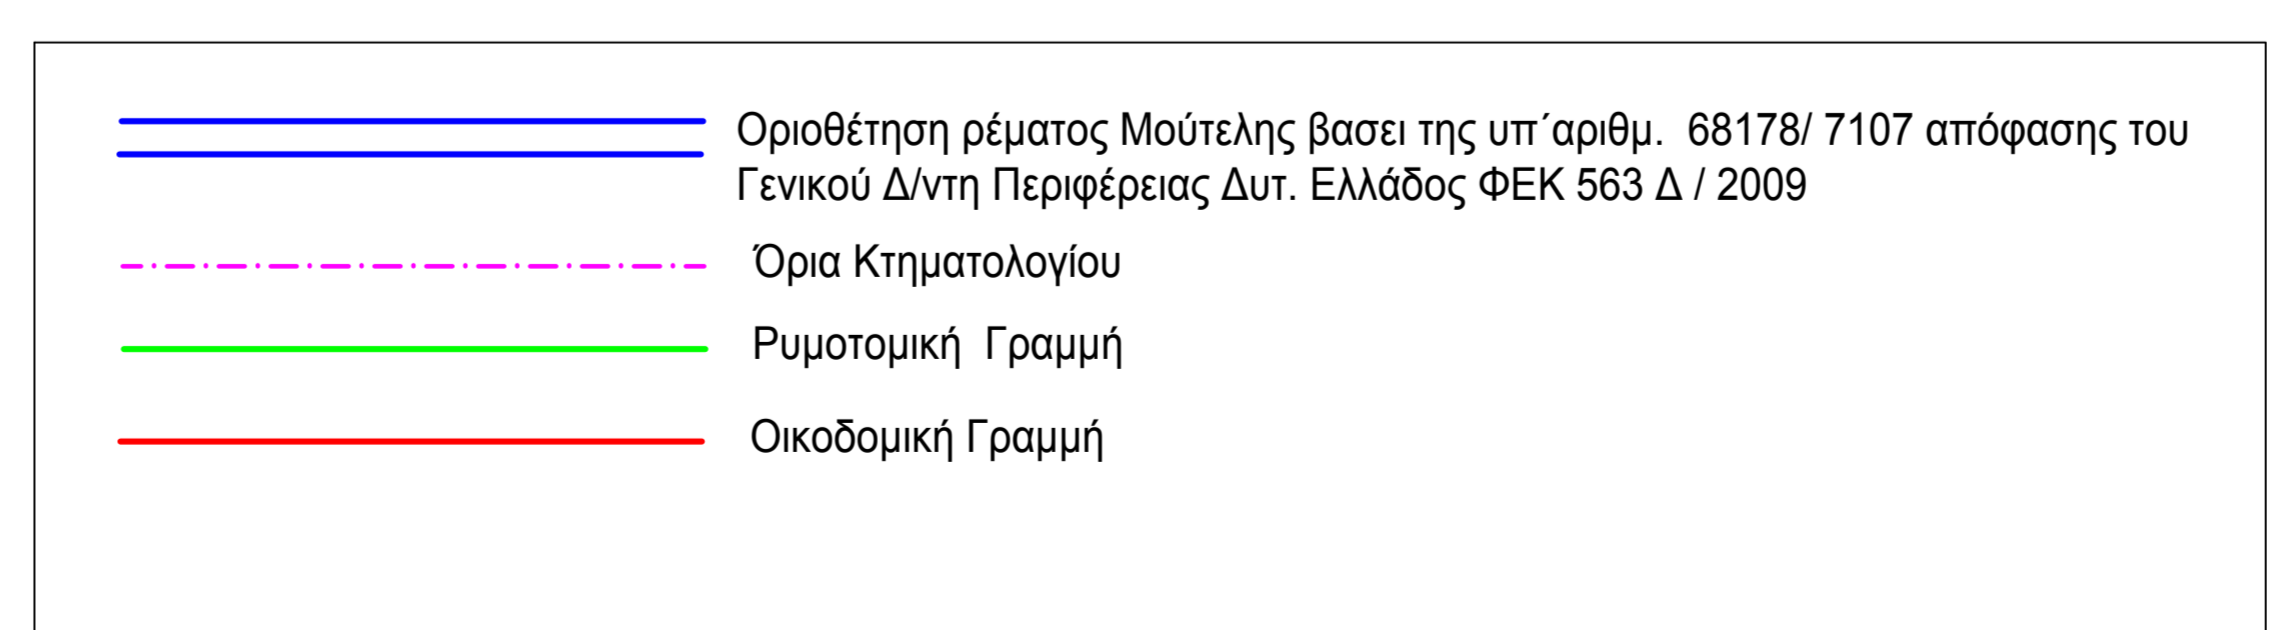 Οριοθέτηση ρέματος Μούτελης βασει της υπ΄αριθμ.  68178/ 7107 απόφασης του
Γενικού Δ/ντη Περιφέρειας Δυτ. Ελλάδος ΦΕΚ 563 Δ / 2009
Όρια Κτηματολογίου
Ρυμοτομική  Γραμμή
Οικοδομική Γραμμή